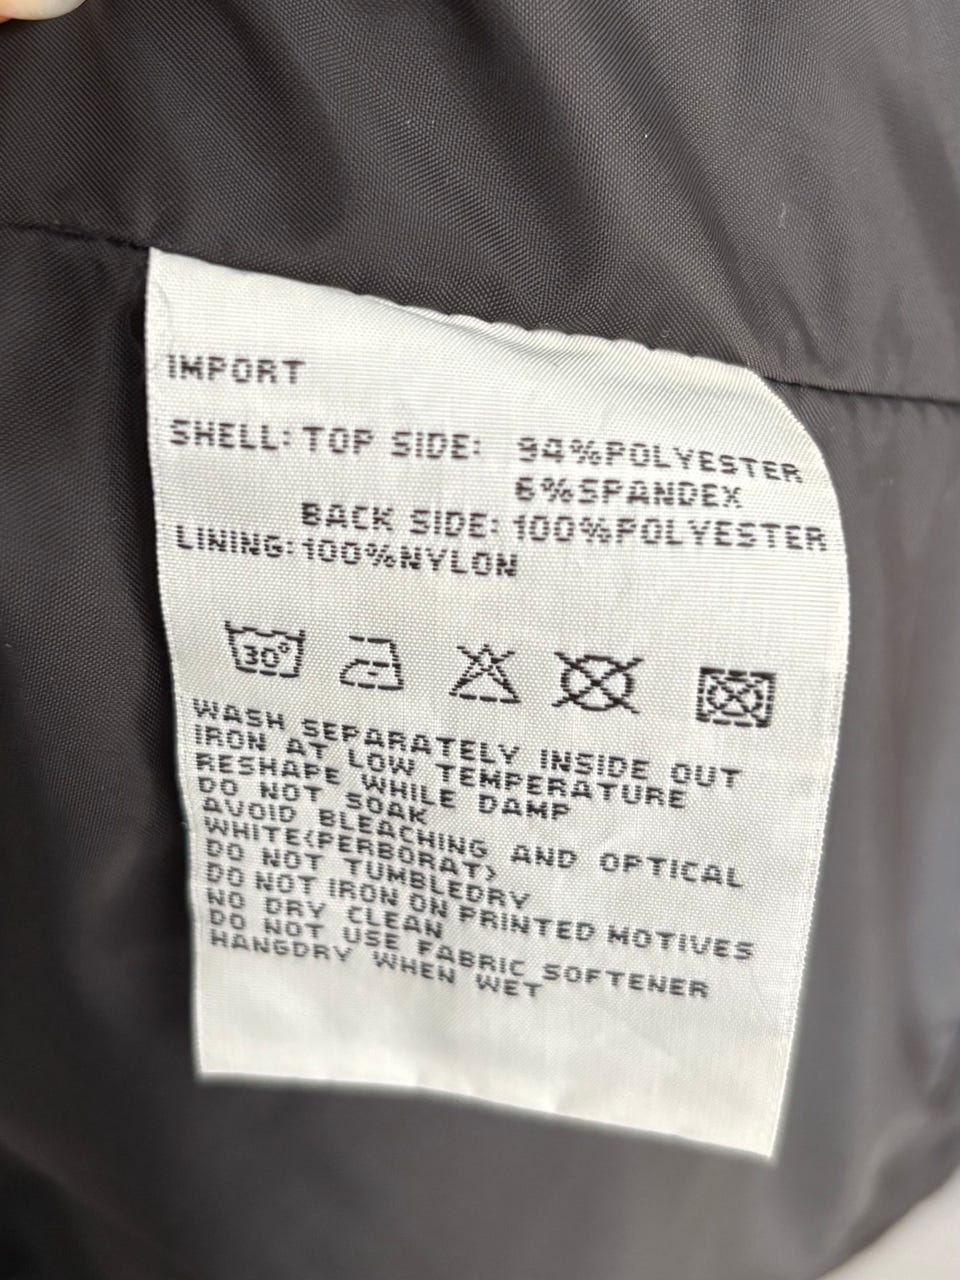 IMPORT
SHELL: TOP SIDE: 94%POLYESTER
6%SPANDEX
BACK SIDE: 100%POLYESTER
LINING: 100%NYLON
30°
WASH SEPARATELY INSIDE OUT
IRON AT LOW TEMPERATURE
RESHAPE WHILE DAMP
DO NOT SOAK
AVOID BLEACHING AND OPTICAL
WHITE(PERBORAT)
DO NOT TUMBLEDRY
DO NOT IRON ON PRINTED MOTIVES
NO DRY CLEAN
DO NOT USE FABRIC SOFTENER
HANGDRY WHEN WET